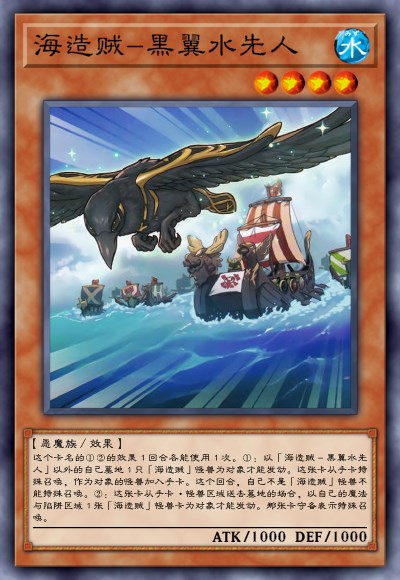 海造贼-黑翼水先人
水
【恶魔族/效果】
这个卡名的①②的效果1回合各能使用1次。①：以「海造贼-黑翼水先
人」以外的自己墓地1只「海造贼」怪兽为对象才能发动。这张卡从手卡特
殊召唤，作为对象的怪兽加入手卡。这个回合，自己不是「海造贼」怪兽不
能特殊召唤。②：这张卡从手卡·怪兽区域送去墓地的场合，以自己的魔法
与陷阱区域1张「海造贼」怪兽卡为对象才能发动。那张卡守备表示特殊召
唤。
ATK/1000 DEF/1000